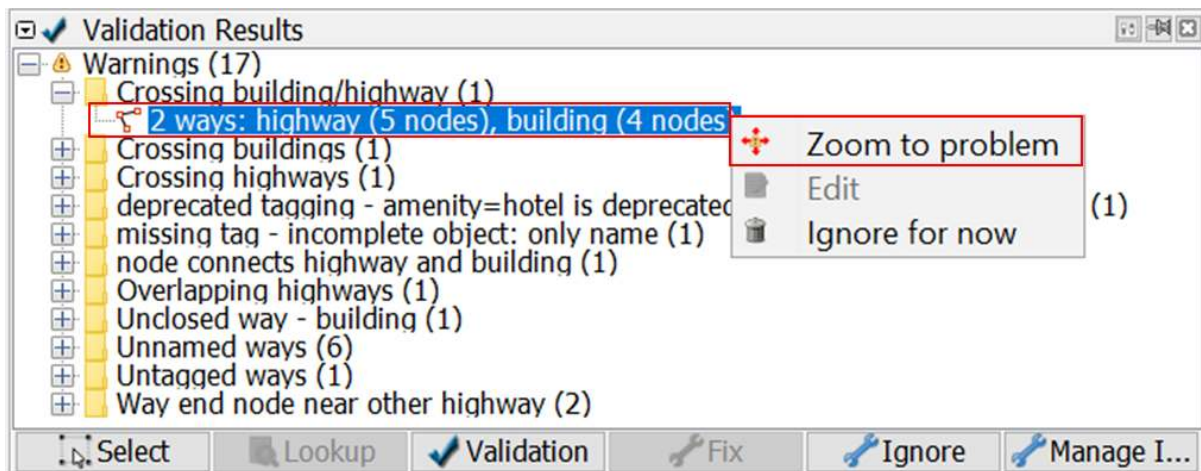 Validation Results
Warnings (17)
Crossing building/highway (1)
2 ways: highway (5 nodes), building (4 nodes)
Zoom to problem
Crossing buildings (1)
Edit
Crossing highways (1)
deprecated tagging - amenity=hotel is deprecated (1)
Ignore for now
missing tag - incomplete object: only name (1)
node connects highway and building (1)
Overlapping highways (1)
Unclosed way - building (1)
Unnamed ways (6)
Untagged ways (1)
Way end node near other highway (2)
Select Lookup Validation Fix Ignore Manage I...